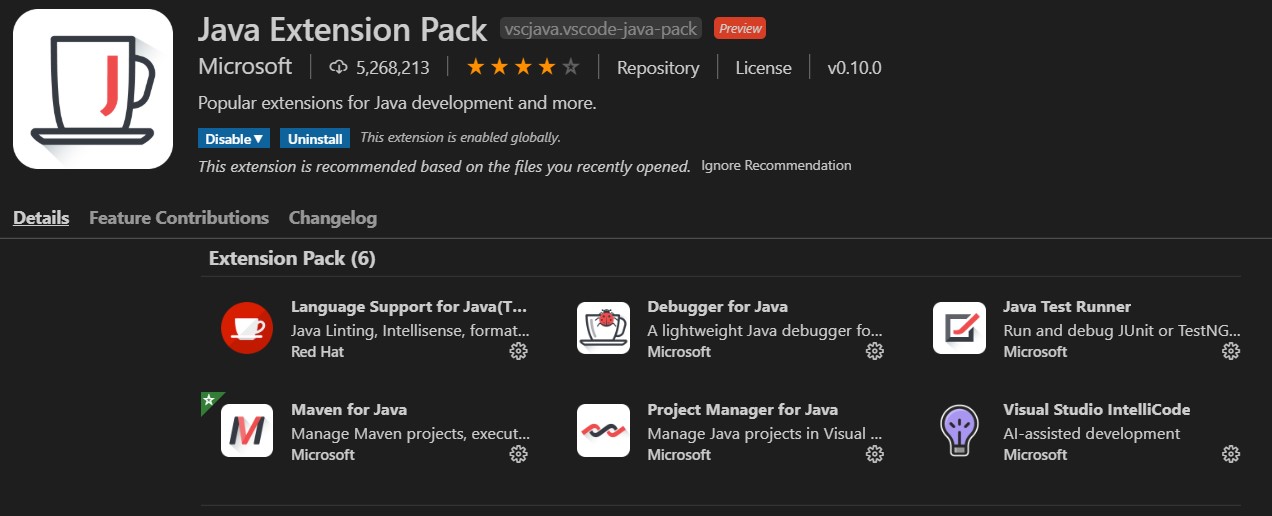 Java Extension Pack vscjava.vscode-java-pack Preview
Microsoft 5,268,213 Repository License v0.10.0
Popular extensions for Java development and more.
Disable Uninstall This extension is enabled globally.
This extension is recommended based on the files you recently opened. Ignore Recommendation
Details Feature Contributions Changelog
Extension Pack (6)
Language Support for Java(T...
Java Linting, Intellisense, format...
Red Hat
Debugger for Java
A lightweight Java debugger fo...
Microsoft
Java Test Runner
Run and debug JUnit or TestNG...
Microsoft
Maven for Java
Manage Maven projects, execut...
Microsoft
Project Manager for Java
Manage Java projects in Visual ...
Microsoft
Visual Studio IntelliCode
AI-assisted development
Microsoft